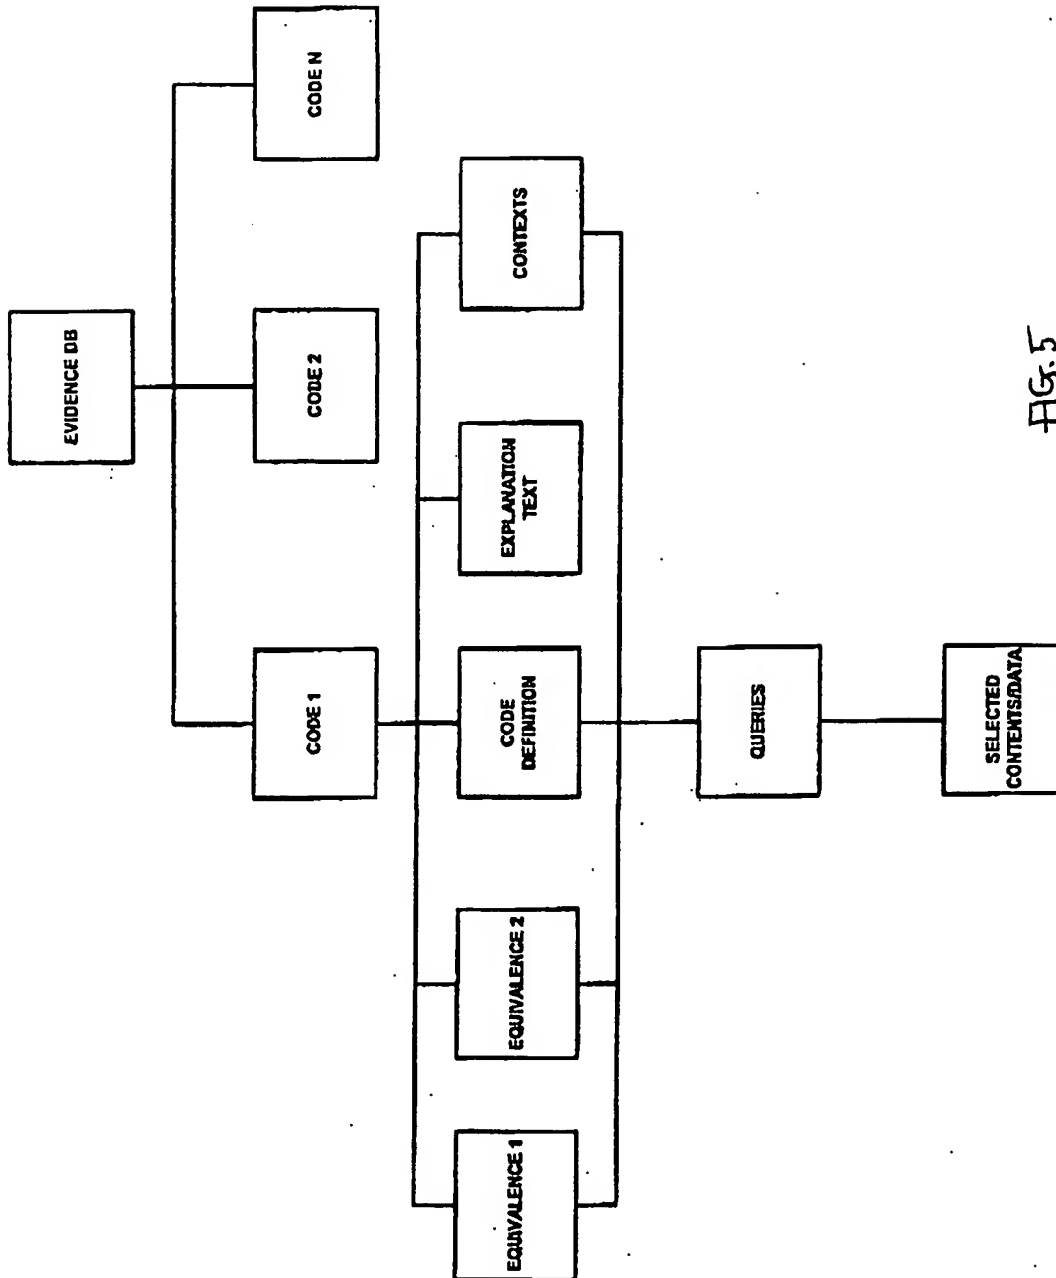 EVIDENCE DB
CODE 1
CODE 2
CODE N
EQUIVALENCE 1
EQUIVALENCE 2
CODE
DEFINITION
EXPLANATION
TEXT
CONTEXTS
QUERIES
SELECTED
CONTENTS/DATA
FIG. 5